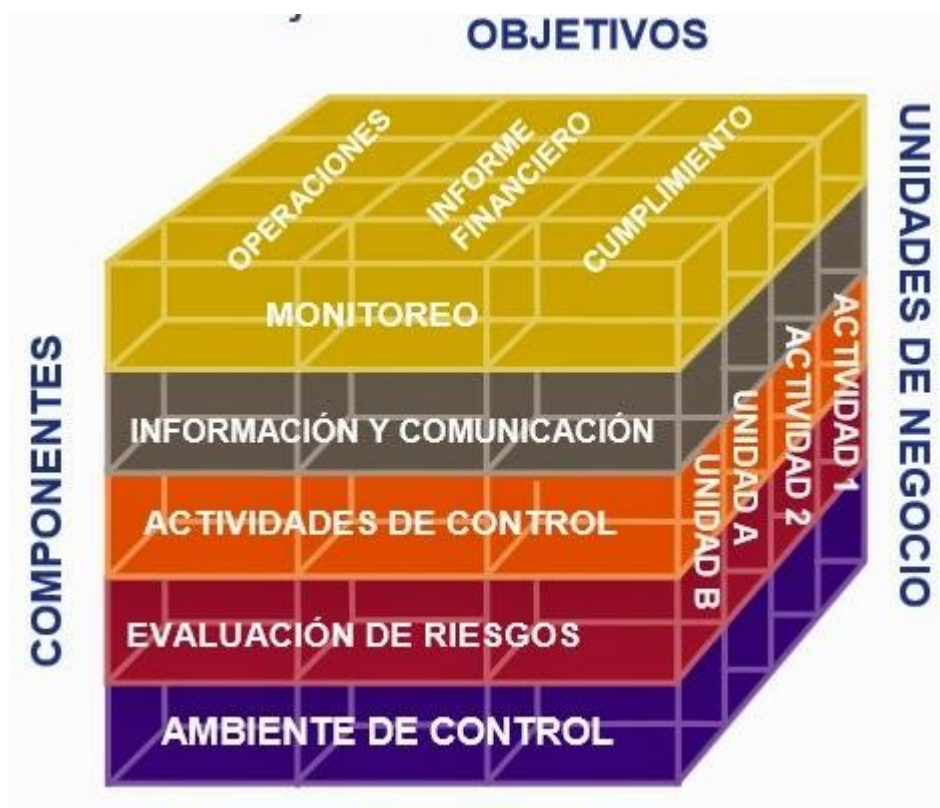 OBJETIVOS
OPERACIONES
INFORME
FINANCIERO
CUMPLIMIENTO
MONITOREO
INFORMACIÓN Y COMUNICACIÓN
ACTIVIDADES DE CONTROL
EVALUACIÓN DE RIESGOS
AMBIENTE DE CONTROL
COMPONENTES
UNIDAD B
UNIDAD A
ACTIVIDAD 2
ACTIVIDAD 1
UNIDADES DE NEGOCIO